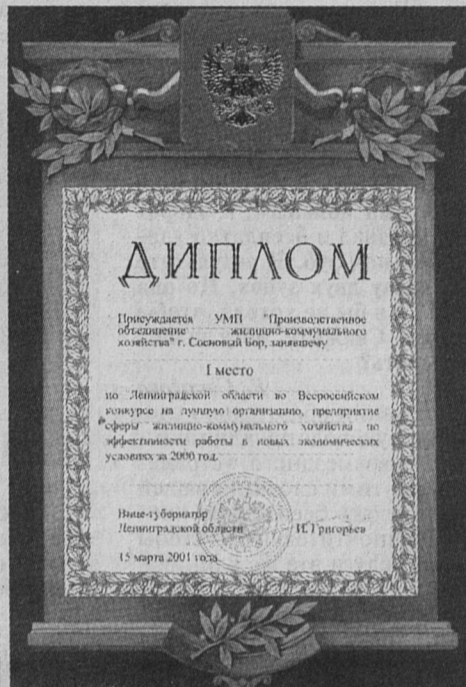 ДИПЛОМ
Присуждается УМП "Производственное
объединение жилищно-коммунального
хозяйства" г. Сосновый Бор, занявшему
I место
по Ленинградской области во Всероссийском
конкурсе на лучшую организацию, предприятие
сферы жилищно-коммунального хозяйства по
эффективности работы в новых экономических
условиях за 2000 год.
Вице-губернатор
Ленинградской области И. Григорьев
15 марта 2001 года.